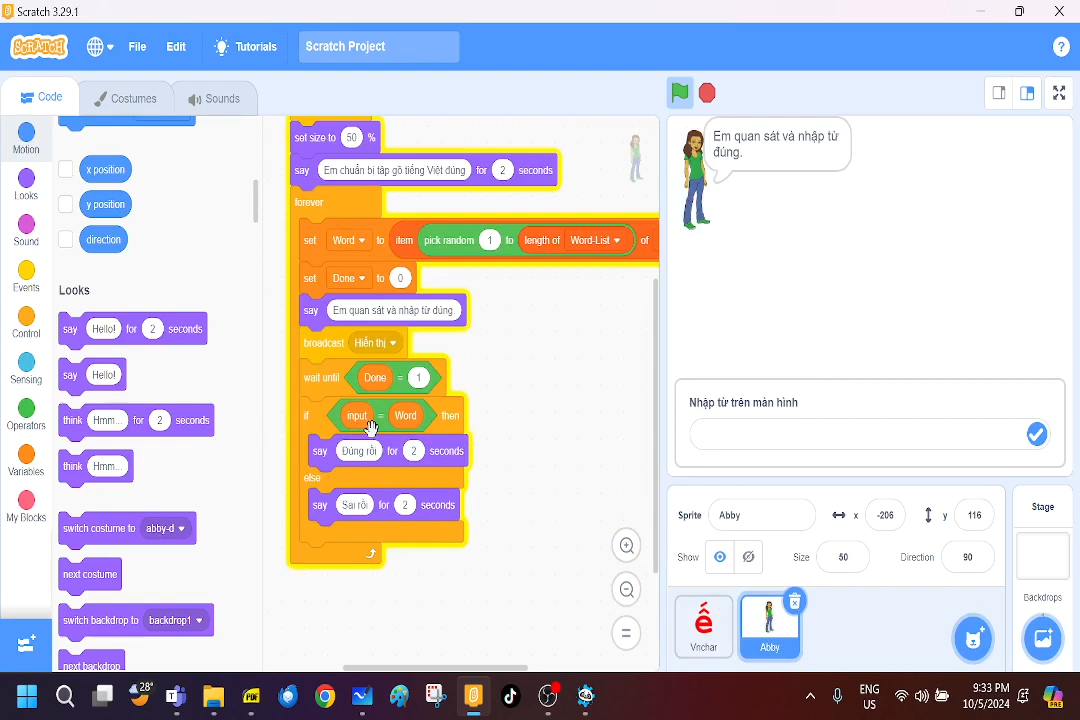 Scratch 3.29.1
SCRATCH
File
Edit
Tutorials
Scratch Project
Code
Costumes
Sounds
Motion
Looks
Sound
Events
Control
Sensing
Operators
Variables
My Blocks
x position
y position
direction
Looks
say Hello! for 2 seconds
say Hello!
think Hmm... for 2 seconds
think Hmm...
switch costume to abby-d
next costume
switch backdrop to backdrop1
next backdrop
set size to 50 %
say Em chuẩn bị tập gõ tiếng Việt đúng for 2 seconds
forever
set Word to item pick random 1 to length of Word-List of
set Done to 0
say Em quan sát và nhập từ đúng.
broadcast Hiển thị
wait until Done = 1
if input = Word then
say Đúng rồi for 2 seconds
else
say Sai rồi for 2 seconds
Em quan sát và nhập từ
đúng.
Nhập từ trên màn hình
Sprite Abby x -206 y 116
Show Size 50 Direction 90
ế
Vnchar
Abby
Stage
Backdrops
28°
ENG
US
9:33 PM
10/5/2024